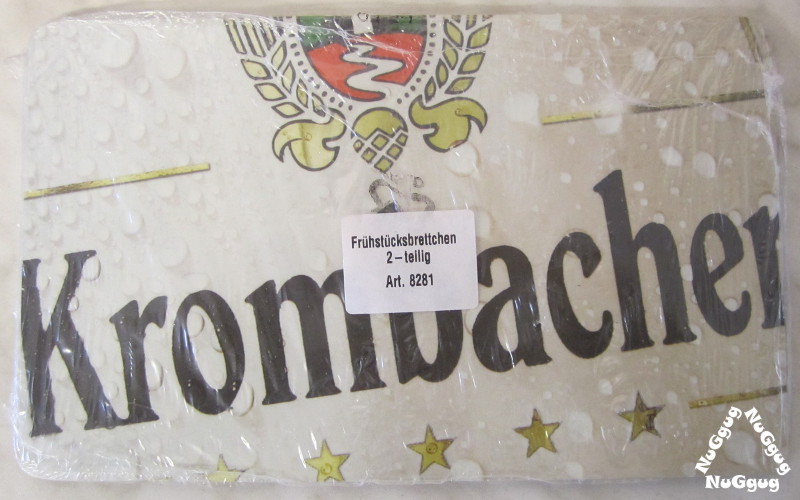 Krombacher
Frühstücksbrettchen
2–teilig
Art. 8281
NuGgug
NuGgug
NuGgug